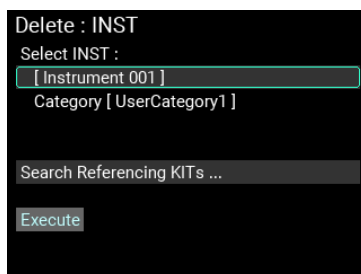 Delete : INST
Select INST :
[ Instrument 001 ]
Category [ UserCategory1 ]
Search Referencing KITs ...
Execute